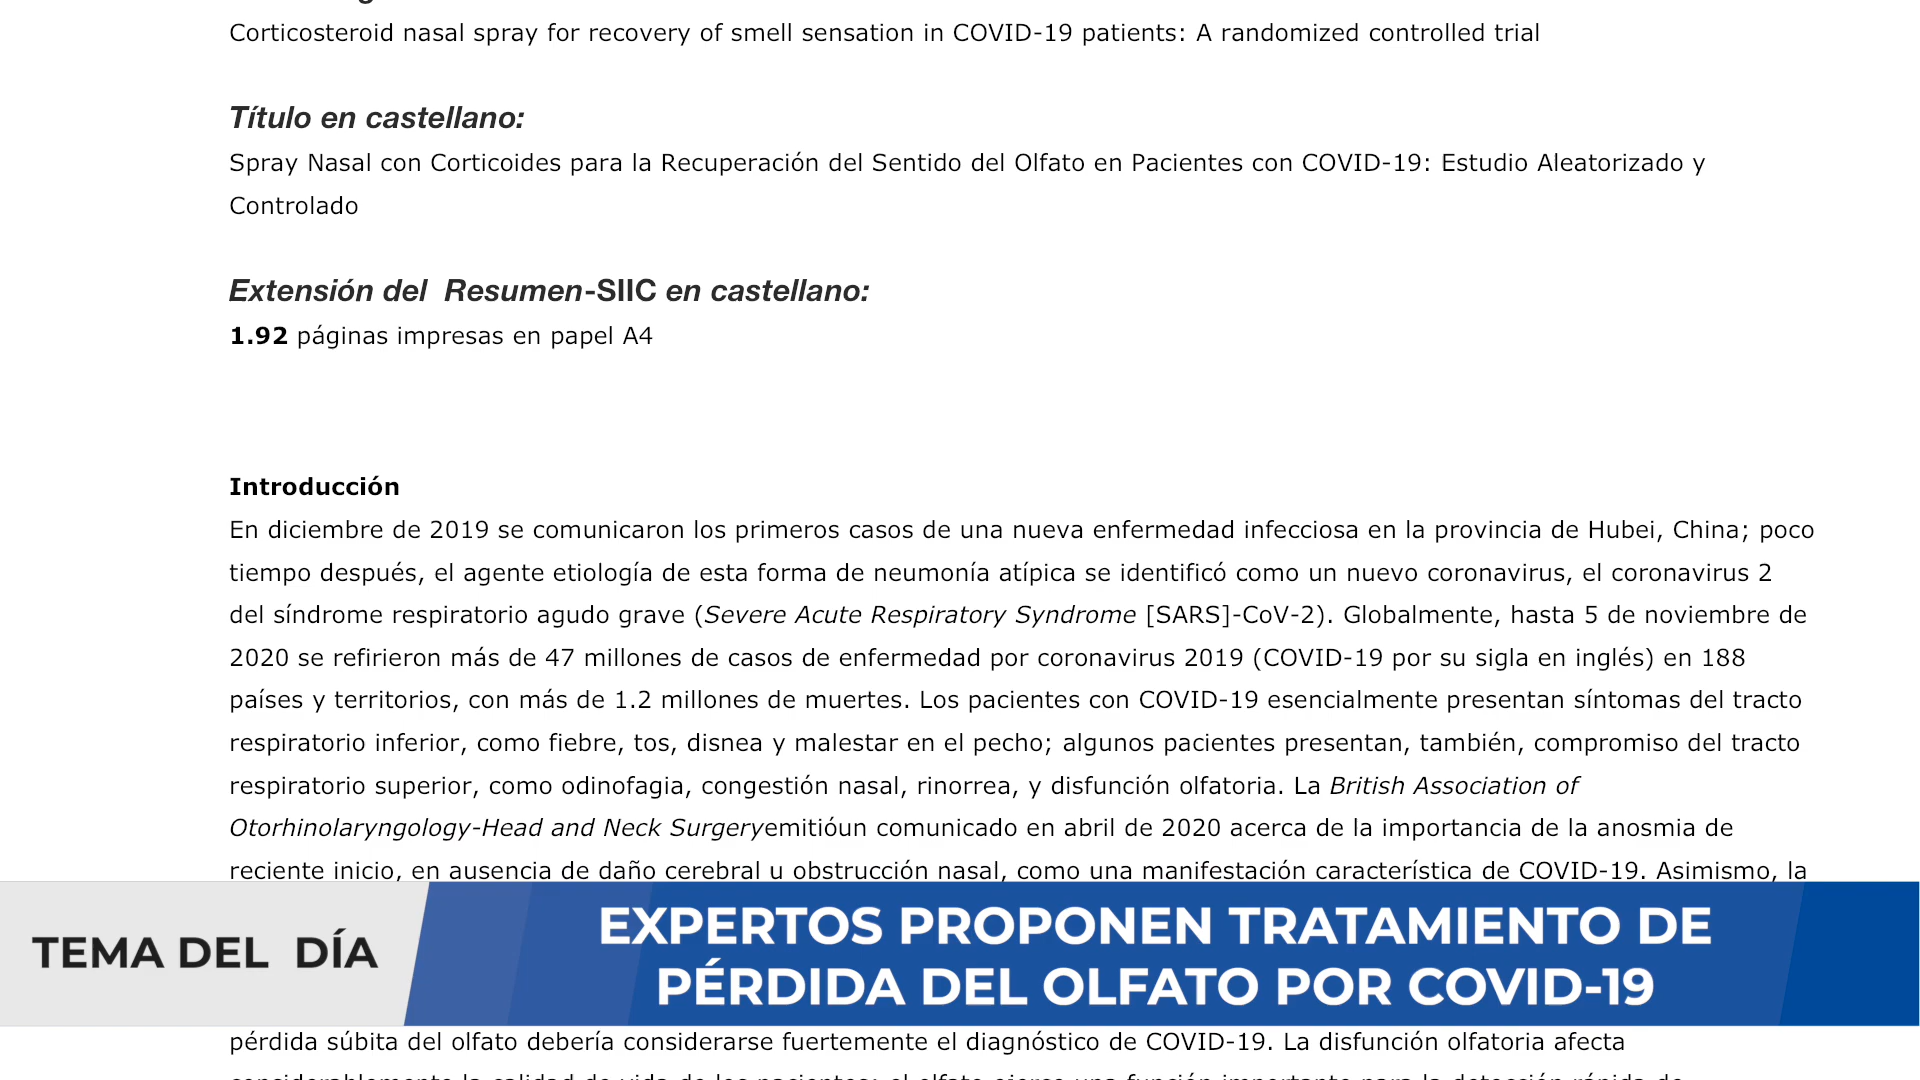 Corticosteroid nasal spray for recovery of smell sensation in COVID-19 patients: A randomized controlled trial
Título en castellano:
Spray Nasal con Corticoides para la Recuperación del Sentido del Olfato en Pacientes con COVID-19: Estudio Aleatorizado y
Controlado
Extensión del Resumen-SIIC en castellano:
1.92 páginas impresas en papel A4
Introducción
En diciembre de 2019 se comunicaron los primeros casos de una nueva enfermedad infecciosa en la provincia de Hubei, China; poco
tiempo después, el agente etiología de esta forma de neumonía atípica se identificó como un nuevo coronavirus, el coronavirus 2
del síndrome respiratorio agudo grave (Severe Acute Respiratory Syndrome [SARS]-CoV-2). Globalmente, hasta 5 de noviembre de
2020 se refirieron más de 47 millones de casos de enfermedad por coronavirus 2019 (COVID-19 por su sigla en inglés) en 188
países y territorios, con más de 1.2 millones de muertes. Los pacientes con COVID-19 esencialmente presentan síntomas del tracto
respiratorio inferior, como fiebre, tos, disnea y malestar en el pecho; algunos pacientes presentan, también, compromiso del tracto
respiratorio superior, como odinofagia, congestión nasal, rinorrea, y disfunción olfatoria. La British Association of
Otorhinolaryngology-Head and Neck Surgeryemitióun comunicado en abril de 2020 acerca de la importancia de la anosmia de
reciente inicio, en ausencia de daño cerebral u obstrucción nasal, como una manifestación característica de COVID-19. Asimismo, la
TEMA DEL DÍA
EXPERTOS PROPONEN TRATAMIENTO DE
PÉRDIDA DEL OLFATO POR COVID-19
pérdida súbita del olfato debería considerarse fuertemente el diagnóstico de COVID-19. La disfunción olfatoria afecta